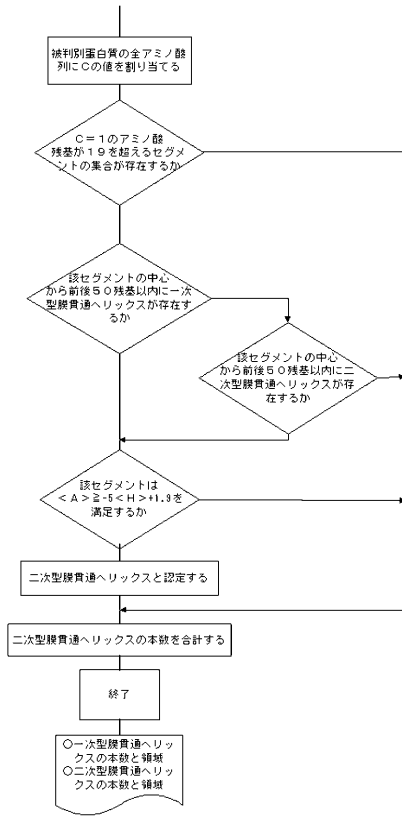 被判別蛋白質の全アミノ酸
列にCの値を割り当てる
C=1のアミノ酸
残基が19を超えるセグメ
ントの集合が存在するか
該セグメントの中心
から前後50残基以内に一次
型膜貫通ヘリックスが存在す
るか
該セグメントの中心
から前後50残基以内に二
次型膜貫通ヘリックスが存
在するか
該セグメントは
<A>≧-5<H>+1.9を
満足するか
二次型膜貫通ヘリックスと認定する
二次型膜貫通ヘリックスの本数を合計する
終了
○一次型膜貫通ヘリッ
クスの本数と領域
○二次型膜貫通ヘリッ
クスの本数と領域